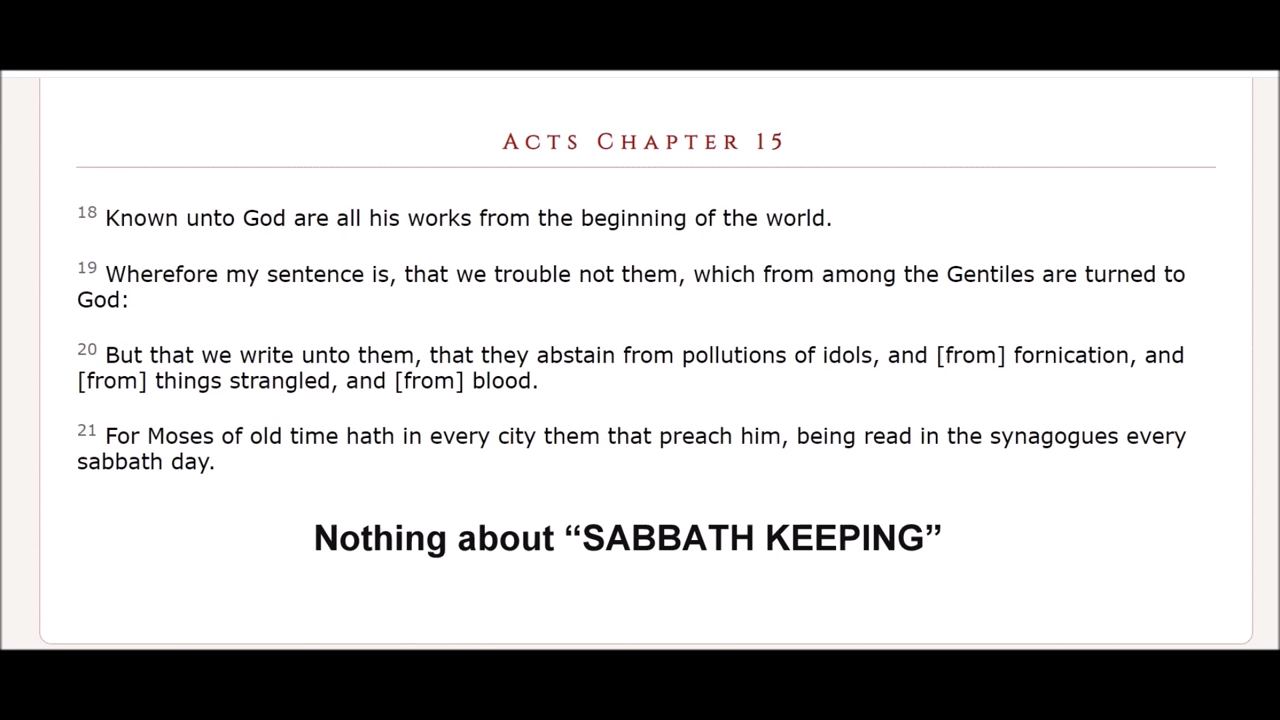 Acts Chapter 15
18 Known unto God are all his works from the beginning of the world.
19 Wherefore my sentence is, that we trouble not them, which from among the Gentiles are turned to
God:
20 But that we write unto them, that they abstain from pollutions of idols, and [from] fornication, and
[from] things strangled, and [from] blood.
21 For Moses of old time hath in every city them that preach him, being read in the synagogues every
sabbath day.
Nothing about “SABBATH KEEPING”